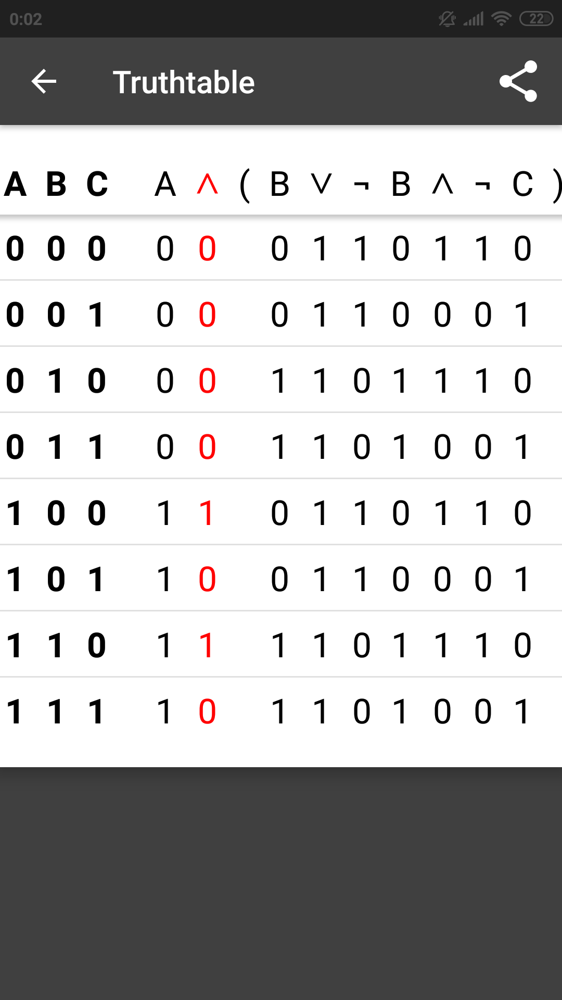 0:02 22
Truthtable
A B C A ∧ ( B ∨ ¬ B ∧ ¬ C )
0 0 0 0 0 0 1 1 0 1 1 0
0 0 1 0 0 0 1 1 0 0 0 1
0 1 0 0 0 1 1 0 1 1 1 0
0 1 1 0 0 1 1 0 1 0 0 1
1 0 0 1 1 0 1 1 0 1 1 0
1 0 1 1 0 0 1 1 0 0 0 1
1 1 0 1 1 1 1 0 1 1 1 0
1 1 1 1 0 1 1 0 1 0 0 1